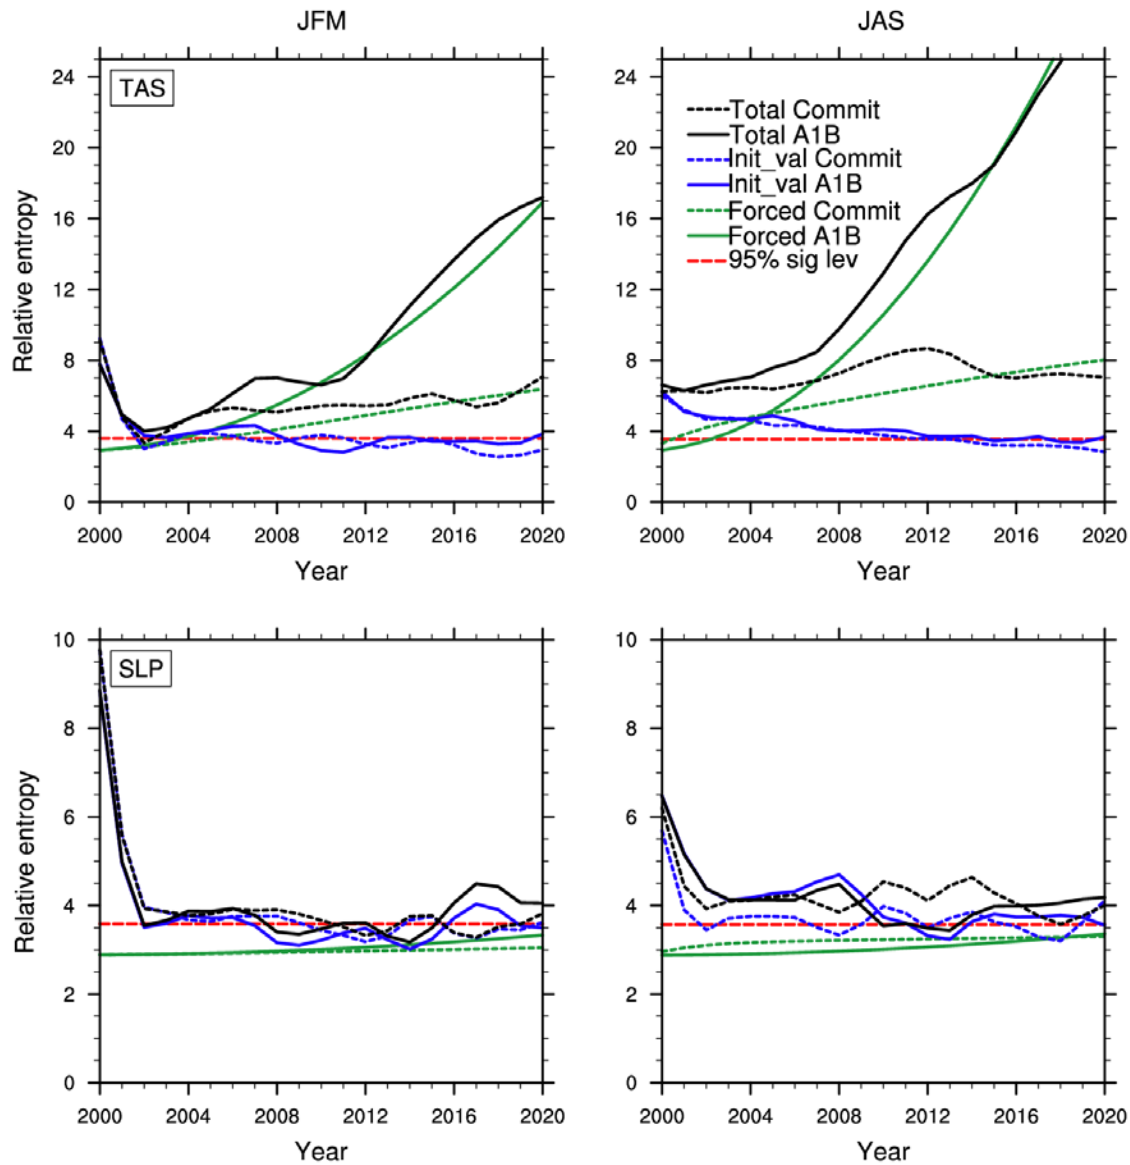 JFM
JAS
TAS
24
20
16
12
8
4
0
Relative entropy
2000 2004 2008 2012 2016 2020
Year
24
20
16
12
8
4
0
Relative entropy
Total Commit
Total A1B
Init_val Commit
Init_val A1B
Forced Commit
Forced A1B
95% sig lev
2000 2004 2008 2012 2016 2020
Year
SLP
10
8
6
4
2
0
Relative entropy
2000 2004 2008 2012 2016 2020
Year
10
8
6
4
2
0
Relative entropy
2000 2004 2008 2012 2016 2020
Year